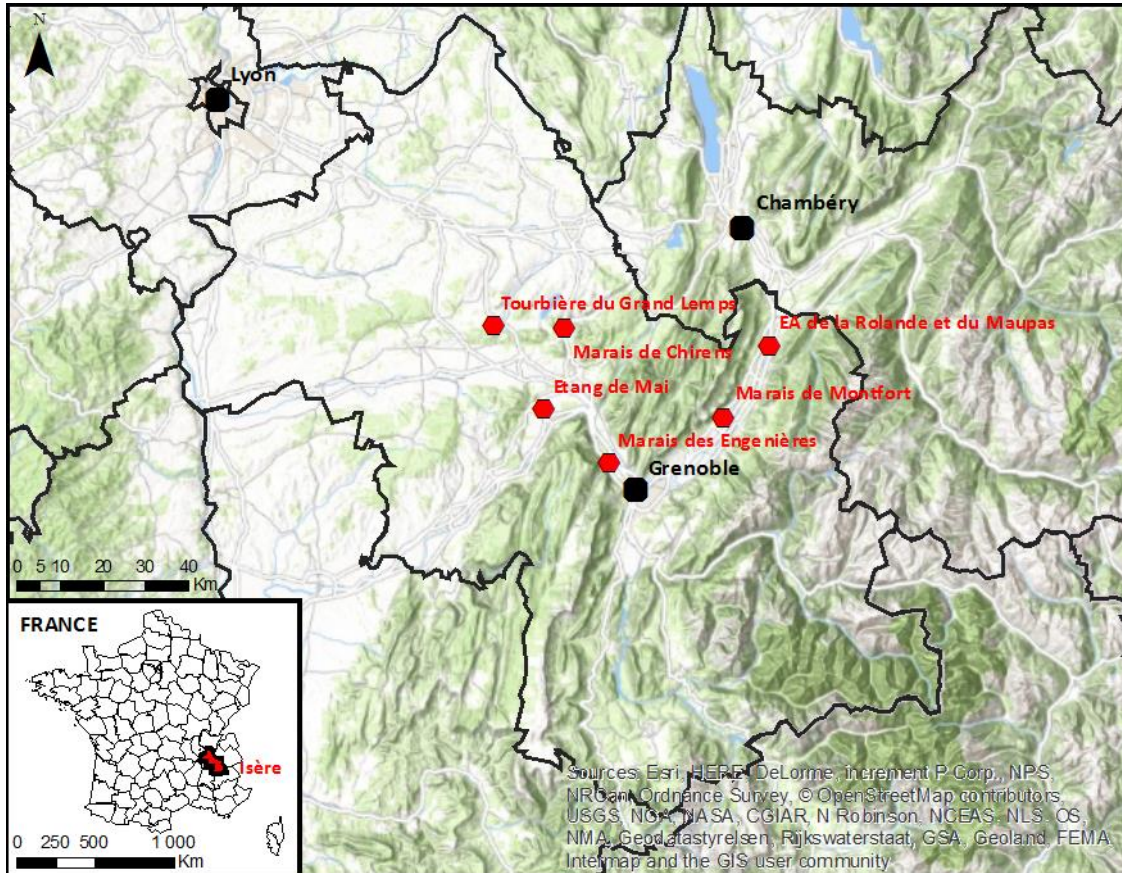 N
Lyon
Chambéry
Tourbière du Grand Lemps
EA de la Rolande et du Maupas
Marais de Chirens
Etang de Mai
Marais de Montfort
Marais des Engenières
Grenoble
0 5 10 20 30 40
Km
FRANCE
Isère
0 250 500 1 000
Km
Sources: Esri, HERE, DeLorme, Increment P Corp., NPS,
NRCan, Ordnance Survey, © OpenStreetMap contributors,
USGS, NGA, NASA, CGIAR, N Robinson, NCEAS, NLS, OS,
NMA, Geodatastyrelsen, Rijkswaterstaat, GSA, Geoland, FEMA,
Intermap and the GIS user community